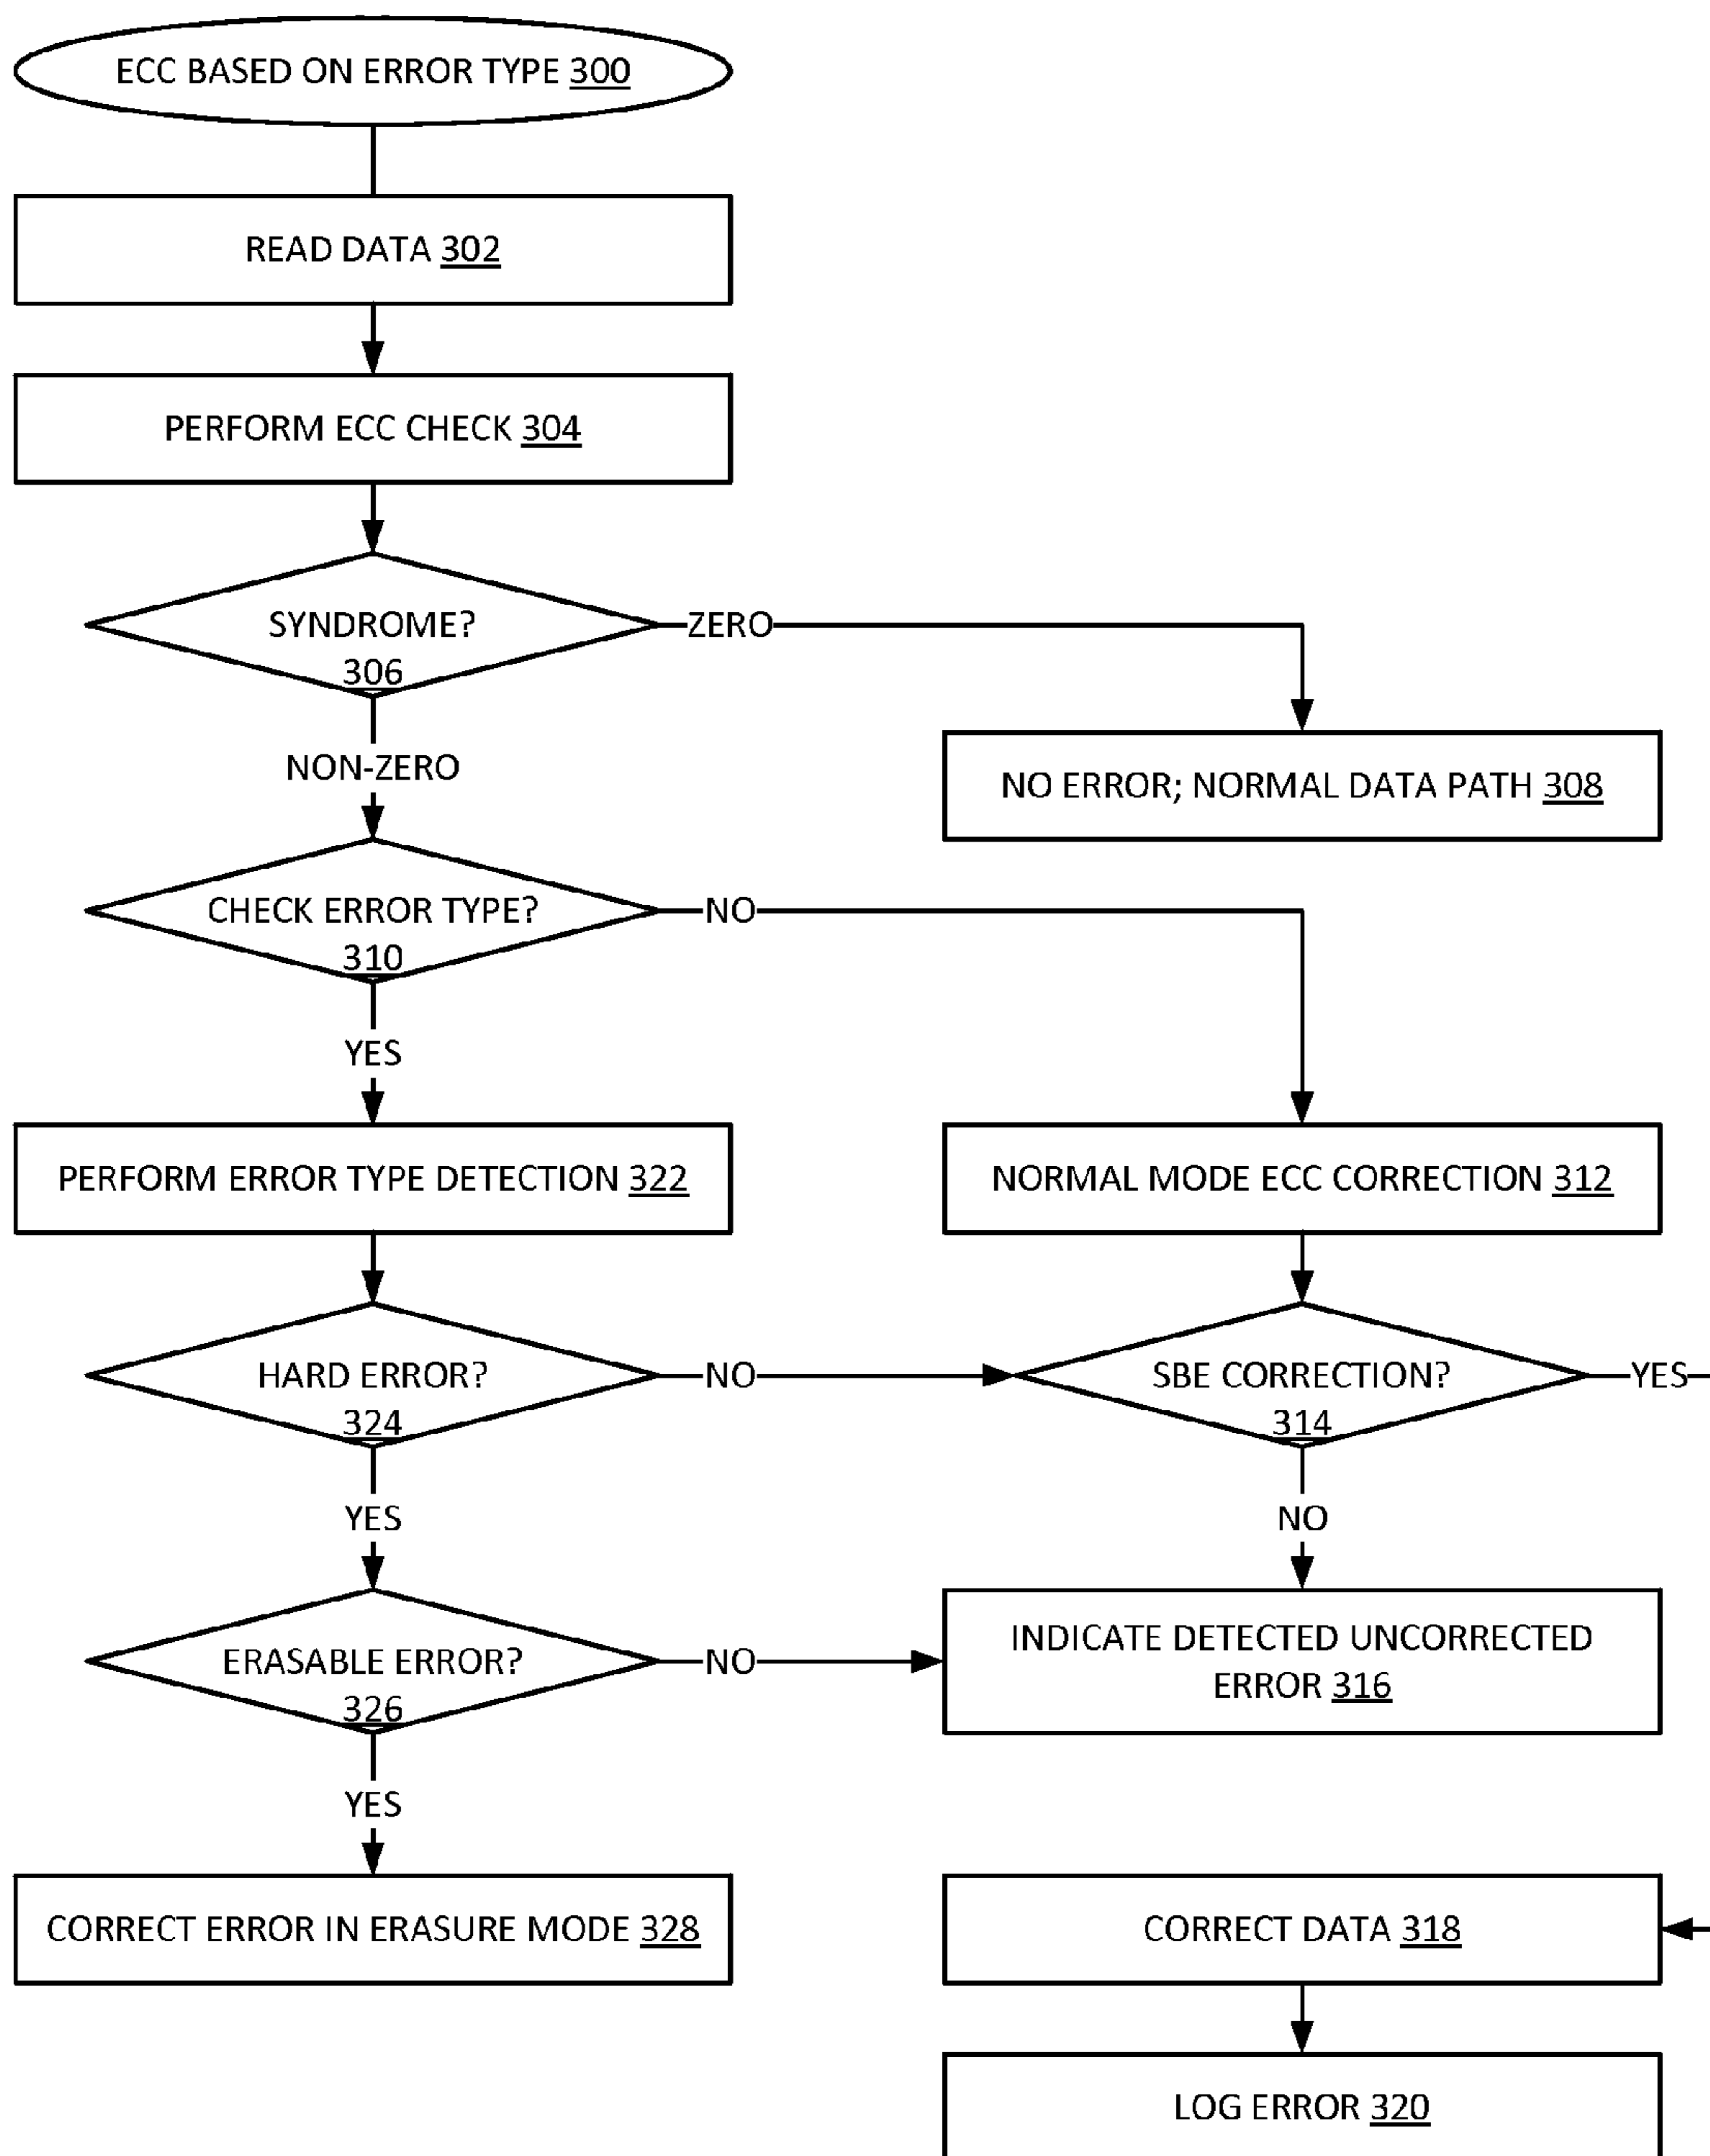 ECC BASED ON ERROR TYPE 300
READ DATA 302
PERFORM ECC CHECK 304
SYNDROME?
306
ZERO
NON-ZERO
NO ERROR; NORMAL DATA PATH 308
CHECK ERROR TYPE?
310
NO
YES
PERFORM ERROR TYPE DETECTION 322
NORMAL MODE ECC CORRECTION 312
HARD ERROR?
324
NO
SBE CORRECTION?
314
YES
YES
NO
ERASABLE ERROR?
326
NO
INDICATE DETECTED UNCORRECTED
ERROR 316
YES
CORRECT ERROR IN ERASURE MODE 328
CORRECT DATA 318
LOG ERROR 320